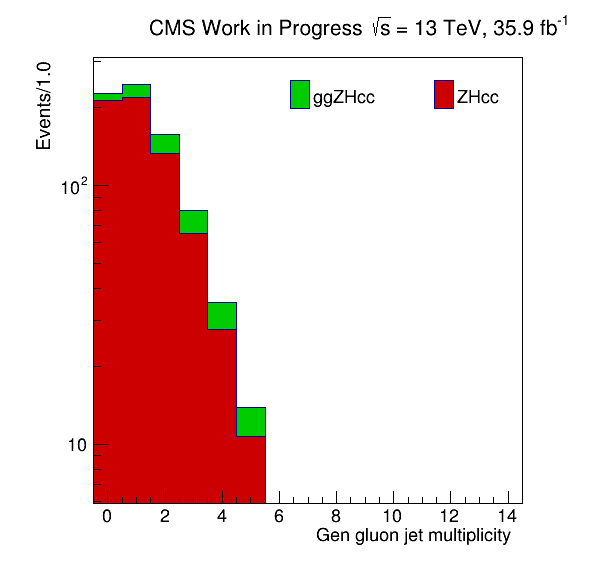 CMS Work in Progress √s = 13 TeV, 35.9 fb⁻¹
Events/1.0
ggZHcc ZHcc
10²
10
0 2 4 6 8 10 12 14
Gen gluon jet multiplicity